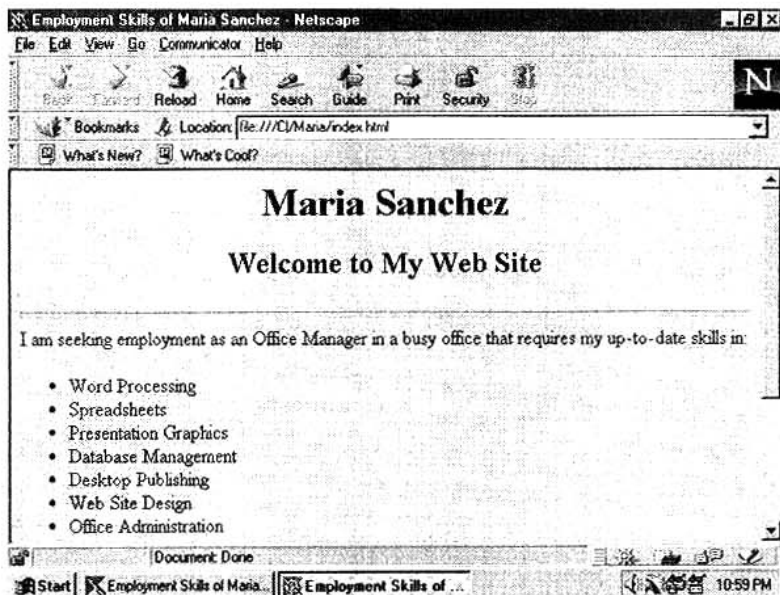 Employment Skills of Maria Sanchez - Netscape
File Edit View Go Communicator Help
Back Forward Reload Home Search Guide Print Security Stop
N
Bookmarks Location: file:///C|/Maria/index.html
What's New? What's Cool?
Maria Sanchez
Welcome to My Web Site
I am seeking employment as an Office Manager in a busy office that requires my up-to-date skills in:
• Word Processing
• Spreadsheets
• Presentation Graphics
• Database Management
• Desktop Publishing
• Web Site Design
• Office Administration
Document: Done
Start Employment Skills of Maria... Employment Skills of ... 10:59 PM